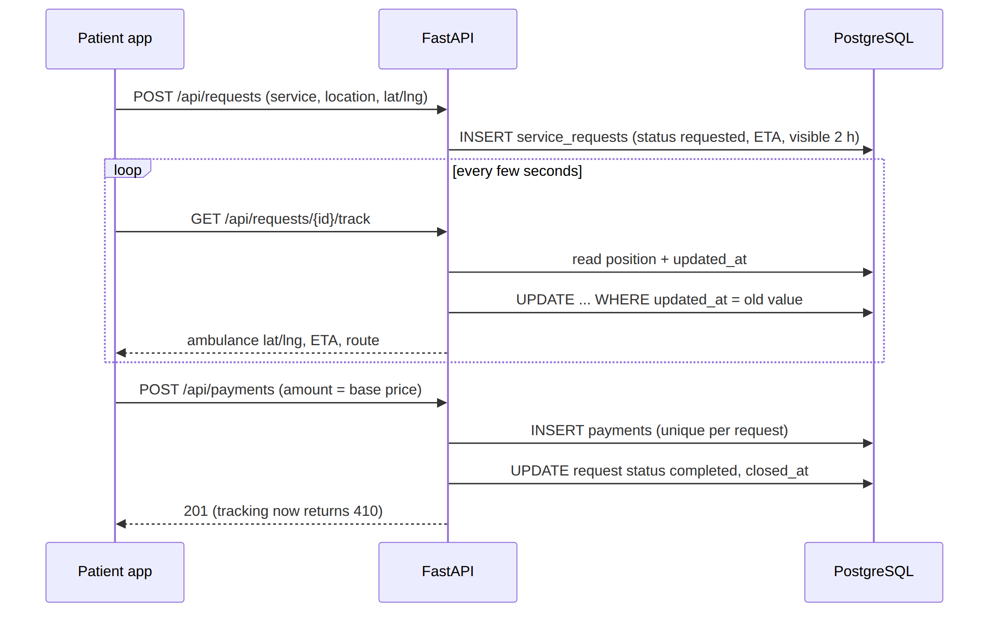 Patient app
FastAPI
PostgreSQL
POST /api/requests (service, location, lat/lng)
INSERT service_requests (status requested, ETA, visible 2 h)
loop
[every few seconds]
GET /api/requests/{id}/track
read position + updated_at
UPDATE ... WHERE updated_at = old value
ambulance lat/lng, ETA, route
POST /api/payments (amount = base price)
INSERT payments (unique per request)
UPDATE request status completed, closed_at
201 (tracking now returns 410)
Patient app
FastAPI
PostgreSQL